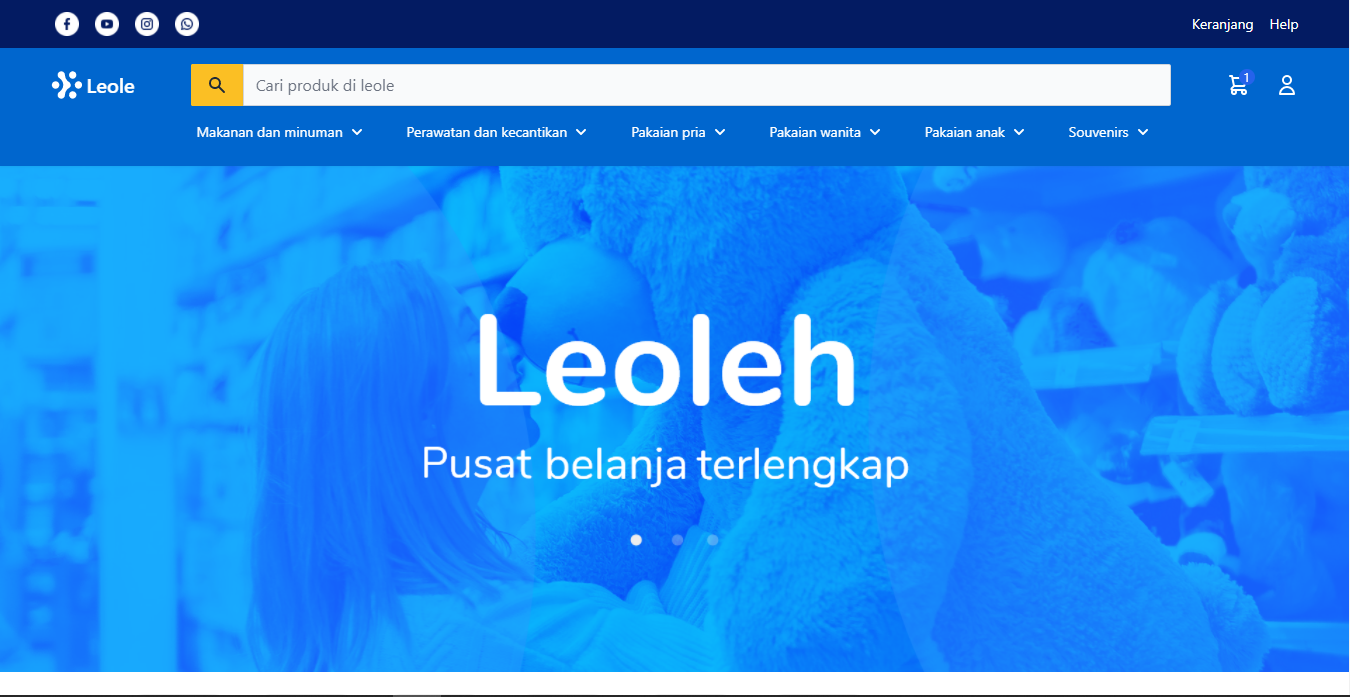 Keranjang Help
Leole
Cari produk di leole
1
Makanan dan minuman Perawatan dan kecantikan Pakaian pria Pakaian wanita Pakaian anak Souvenirs
Leoleh
Pusat belanja terlengkap